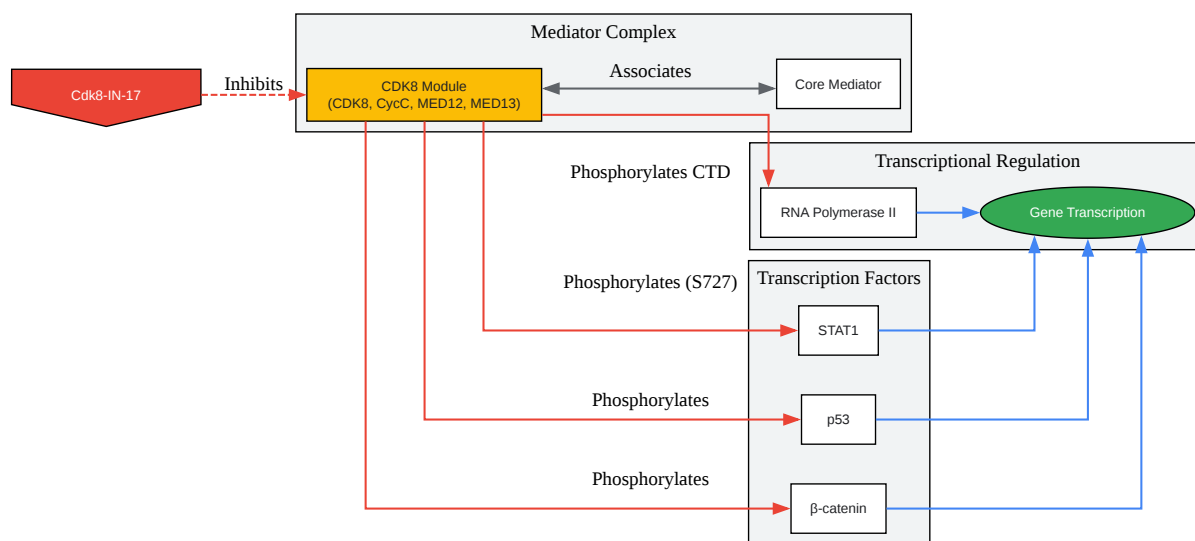 Mediator Complex
Cdk8-IN-17
Inhibits
CDK8 Module
(CDK8, CycC, MED12, MED13)
Associates
Core Mediator
Phosphorylates CTD
Transcriptional Regulation
RNA Polymerase II
Gene Transcription
Phosphorylates (S727)
Transcription Factors
STAT1
Phosphorylates
p53
Phosphorylates
β-catenin